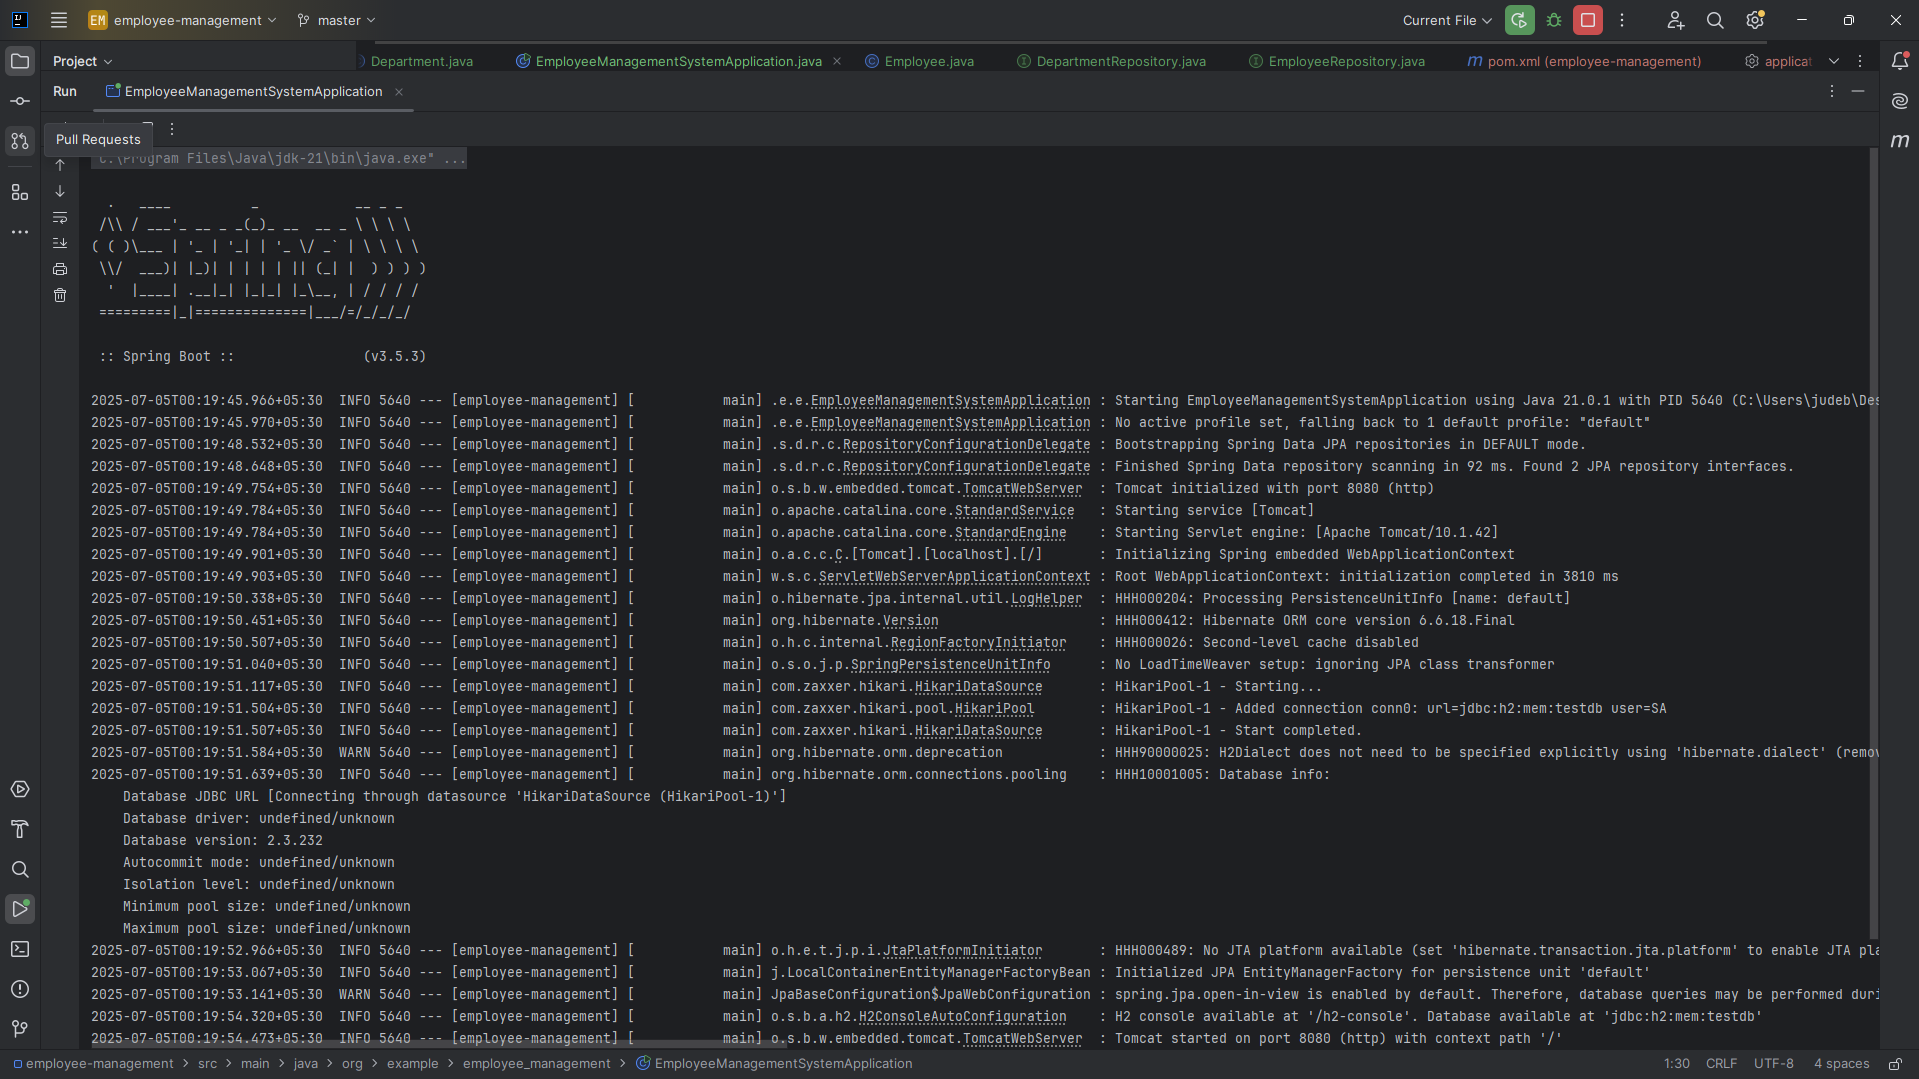 EM employee-management master Current File
Project
Department.java EmployeeManagementSystemApplication.java Employee.java DepartmentRepository.java EmployeeRepository.java pom.xml (employee-management) applicat
Run EmployeeManagementSystemApplication
Pull Requests
C:\Program Files\Java\jdk-21\bin\java.exe" ...
  .   ____          _            __ _ _
 /\\ / ___'_ __ _ _(_)_ __  __ _ \ \ \ \
( ( )\___ | '_ | '_| | '_ \/ _` | \ \ \ \
 \\/  ___)| |_)| | | | | || (_| |  ) ) ) )
  '  |____| .__|_| |_|_| |_\__, | / / / /
 =========|_|==============|___/=/_/_/_/
 :: Spring Boot ::                (v3.5.3)
2025-07-05T00:19:45.966+05:30  INFO 5640 --- [employee-management] [           main] .e.e.EmployeeManagementSystemApplication : Starting EmployeeManagementSystemApplication using Java 21.0.1 with PID 5640 (C:\Users\judeb\Des
2025-07-05T00:19:45.970+05:30  INFO 5640 --- [employee-management] [           main] .e.e.EmployeeManagementSystemApplication : No active profile set, falling back to 1 default profile: "default"
2025-07-05T00:19:48.532+05:30  INFO 5640 --- [employee-management] [           main] .s.d.r.c.RepositoryConfigurationDelegate : Bootstrapping Spring Data JPA repositories in DEFAULT mode.
2025-07-05T00:19:48.648+05:30  INFO 5640 --- [employee-management] [           main] .s.d.r.c.RepositoryConfigurationDelegate : Finished Spring Data repository scanning in 92 ms. Found 2 JPA repository interfaces.
2025-07-05T00:19:49.754+05:30  INFO 5640 --- [employee-management] [           main] o.s.b.w.embedded.tomcat.TomcatWebServer  : Tomcat initialized with port 8080 (http)
2025-07-05T00:19:49.784+05:30  INFO 5640 --- [employee-management] [           main] o.apache.catalina.core.StandardService   : Starting service [Tomcat]
2025-07-05T00:19:49.784+05:30  INFO 5640 --- [employee-management] [           main] o.apache.catalina.core.StandardEngine    : Starting Servlet engine: [Apache Tomcat/10.1.42]
2025-07-05T00:19:49.901+05:30  INFO 5640 --- [employee-management] [           main] o.a.c.c.C.[Tomcat].[localhost].[/]       : Initializing Spring embedded WebApplicationContext
2025-07-05T00:19:49.903+05:30  INFO 5640 --- [employee-management] [           main] w.s.c.ServletWebServerApplicationContext : Root WebApplicationContext: initialization completed in 3810 ms
2025-07-05T00:19:50.338+05:30  INFO 5640 --- [employee-management] [           main] o.hibernate.jpa.internal.util.LogHelper  : HHH000204: Processing PersistenceUnitInfo [name: default]
2025-07-05T00:19:50.451+05:30  INFO 5640 --- [employee-management] [           main] org.hibernate.Version                    : HHH000412: Hibernate ORM core version 6.6.18.Final
2025-07-05T00:19:50.507+05:30  INFO 5640 --- [employee-management] [           main] o.h.c.internal.RegionFactoryInitiator    : HHH000026: Second-level cache disabled
2025-07-05T00:19:51.040+05:30  INFO 5640 --- [employee-management] [           main] o.s.o.j.p.SpringPersistenceUnitInfo      : No LoadTimeWeaver setup: ignoring JPA class transformer
2025-07-05T00:19:51.117+05:30  INFO 5640 --- [employee-management] [           main] com.zaxxer.hikari.HikariDataSource       : HikariPool-1 - Starting...
2025-07-05T00:19:51.504+05:30  INFO 5640 --- [employee-management] [           main] com.zaxxer.hikari.pool.HikariPool        : HikariPool-1 - Added connection conn0: url=jdbc:h2:mem:testdb user=SA
2025-07-05T00:19:51.507+05:30  INFO 5640 --- [employee-management] [           main] com.zaxxer.hikari.HikariDataSource       : HikariPool-1 - Start completed.
2025-07-05T00:19:51.584+05:30  WARN 5640 --- [employee-management] [           main] org.hibernate.orm.deprecation            : HHH90000025: H2Dialect does not need to be specified explicitly using 'hibernate.dialect' (remov
2025-07-05T00:19:51.639+05:30  INFO 5640 --- [employee-management] [           main] org.hibernate.orm.connections.pooling    : HHH10001005: Database info:
    Database JDBC URL [Connecting through datasource 'HikariDataSource (HikariPool-1)']
    Database driver: undefined/unknown
    Database version: 2.3.232
    Autocommit mode: undefined/unknown
    Isolation level: undefined/unknown
    Minimum pool size: undefined/unknown
    Maximum pool size: undefined/unknown
2025-07-05T00:19:52.966+05:30  INFO 5640 --- [employee-management] [           main] o.h.e.t.j.p.i.JtaPlatformInitiator       : HHH000489: No JTA platform available (set 'hibernate.transaction.jta.platform' to enable JTA pla
2025-07-05T00:19:53.067+05:30  INFO 5640 --- [employee-management] [           main] j.LocalContainerEntityManagerFactoryBean : Initialized JPA EntityManagerFactory for persistence unit 'default'
2025-07-05T00:19:53.141+05:30  WARN 5640 --- [employee-management] [           main] JpaBaseConfiguration$JpaWebConfiguration : spring.jpa.open-in-view is enabled by default. Therefore, database queries may be performed duri
2025-07-05T00:19:54.320+05:30  INFO 5640 --- [employee-management] [           main] o.s.b.a.h2.H2ConsoleAutoConfiguration    : H2 console available at '/h2-console'. Database available at 'jdbc:h2:mem:testdb'
2025-07-05T00:19:54.473+05:30  INFO 5640 --- [employee-management] [           main] o.s.b.w.embedded.tomcat.TomcatWebServer  : Tomcat started on port 8080 (http) with context path '/'
employee-management > src > main > java > org > example > employee_management > EmployeeManagementSystemApplication 1:30 CRLF UTF-8 4 spaces